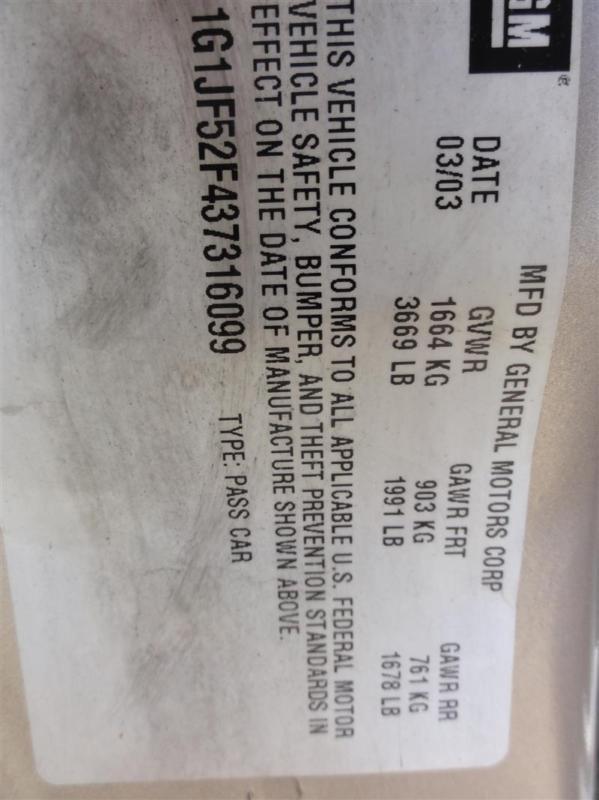 GM ®
MFD BY GENERAL MOTORS CORP
DATE GVWR GAWR FRT GAWR RR
03/03 1664 KG 903 KG 761 KG
3669 LB 1991 LB 1678 LB
THIS VEHICLE CONFORMS TO ALL APPLICABLE U.S. FEDERAL MOTOR
VEHICLE SAFETY, BUMPER, AND THEFT PREVENTION STANDARDS IN
EFFECT ON THE DATE OF MANUFACTURE SHOWN ABOVE.
1G1JF52F437316099 TYPE: PASS CAR